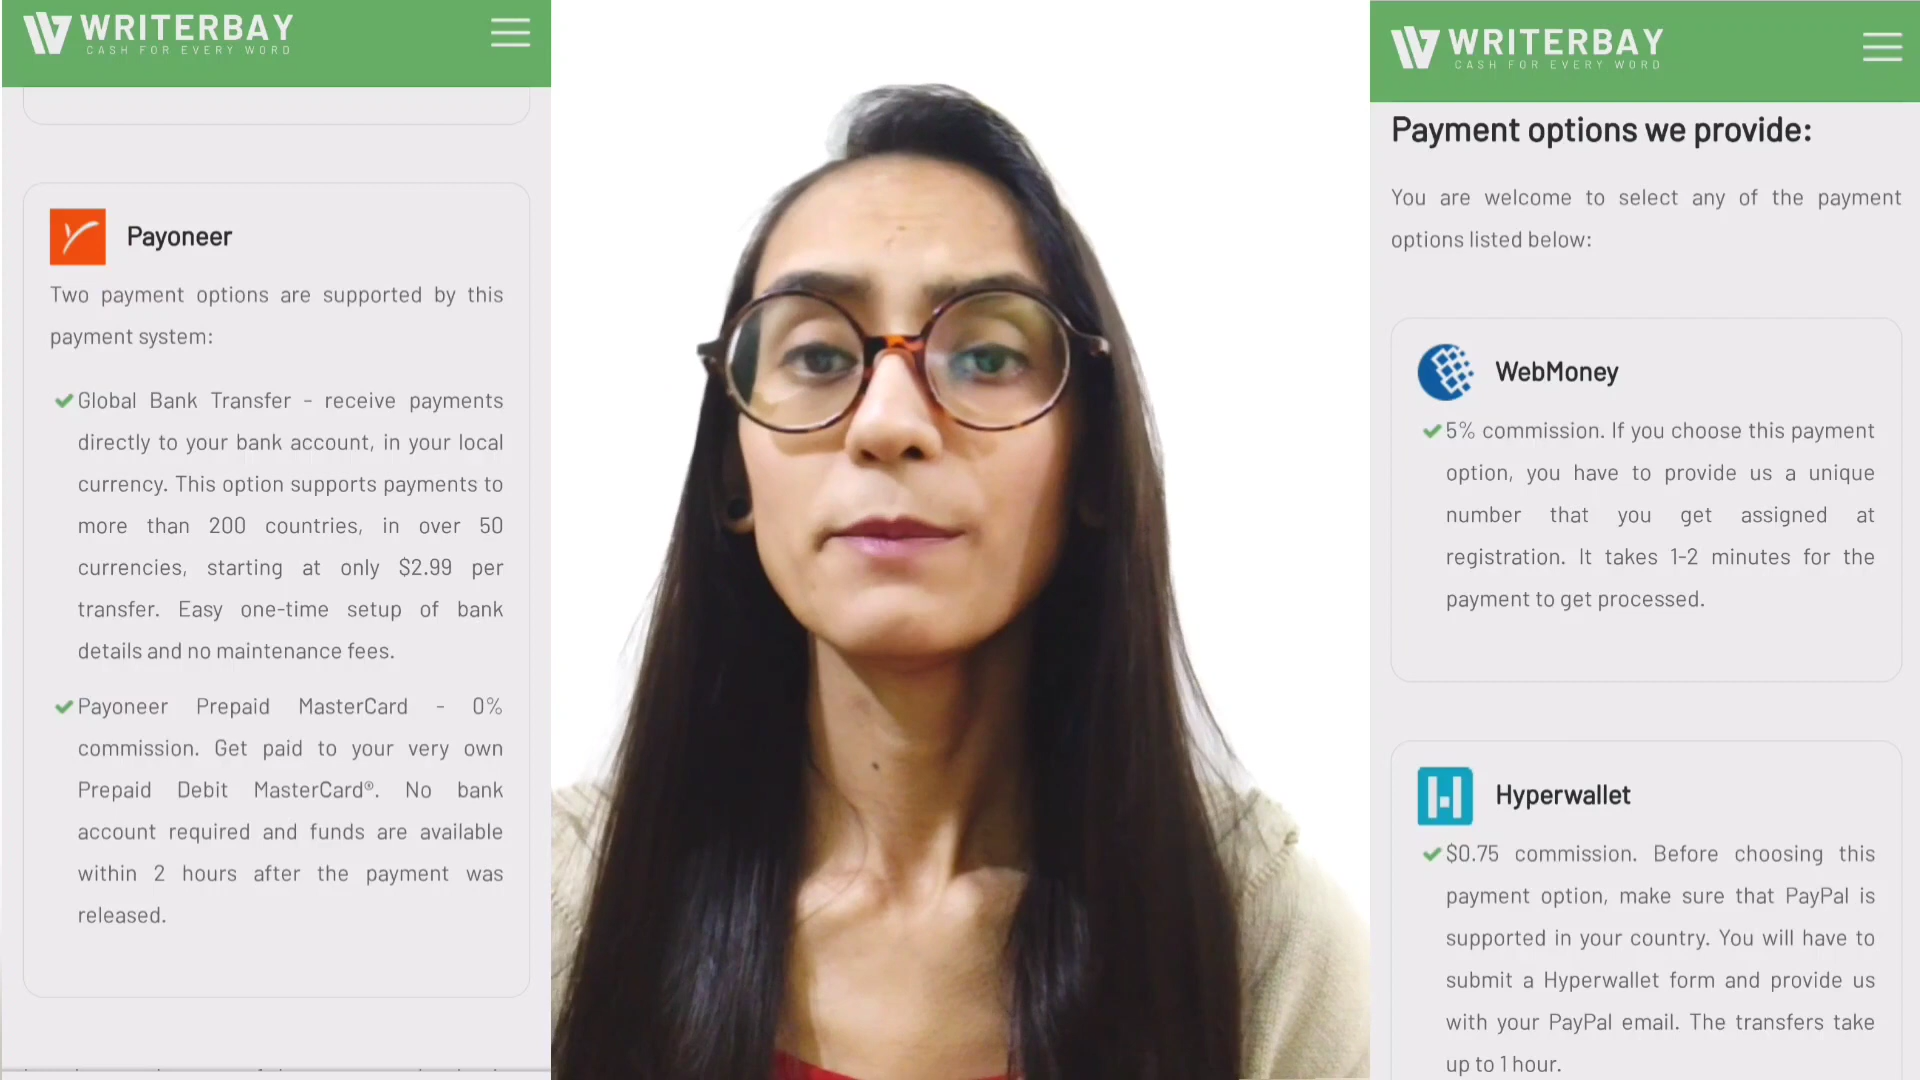 WRITERBAY
CASH FOR EVERY WORD
Payoneer
Two payment options are supported by this
payment system:
Global Bank Transfer - receive payments
directly to your bank account, in your local
currency. This option supports payments to
more than 200 countries, in over 50
currencies, starting at only $2.99 per
transfer. Easy one-time setup of bank
details and no maintenance fees.
Payoneer Prepaid MasterCard - 0%
commission. Get paid to your very own
Prepaid Debit MasterCard®. No bank
account required and funds are available
within 2 hours after the payment was
released.
WRITERBAY
CASH FOR EVERY WORD
Payment options we provide:
You are welcome to select any of the payment
options listed below:
WebMoney
5% commission. If you choose this payment
option, you have to provide us a unique
number that you get assigned at
registration. It takes 1-2 minutes for the
payment to get processed.
Hyperwallet
$0.75 commission. Before choosing this
payment option, make sure that PayPal is
supported in your country. You will have to
submit a Hyperwallet form and provide us
with your PayPal email. The transfers take
up to 1 hour.